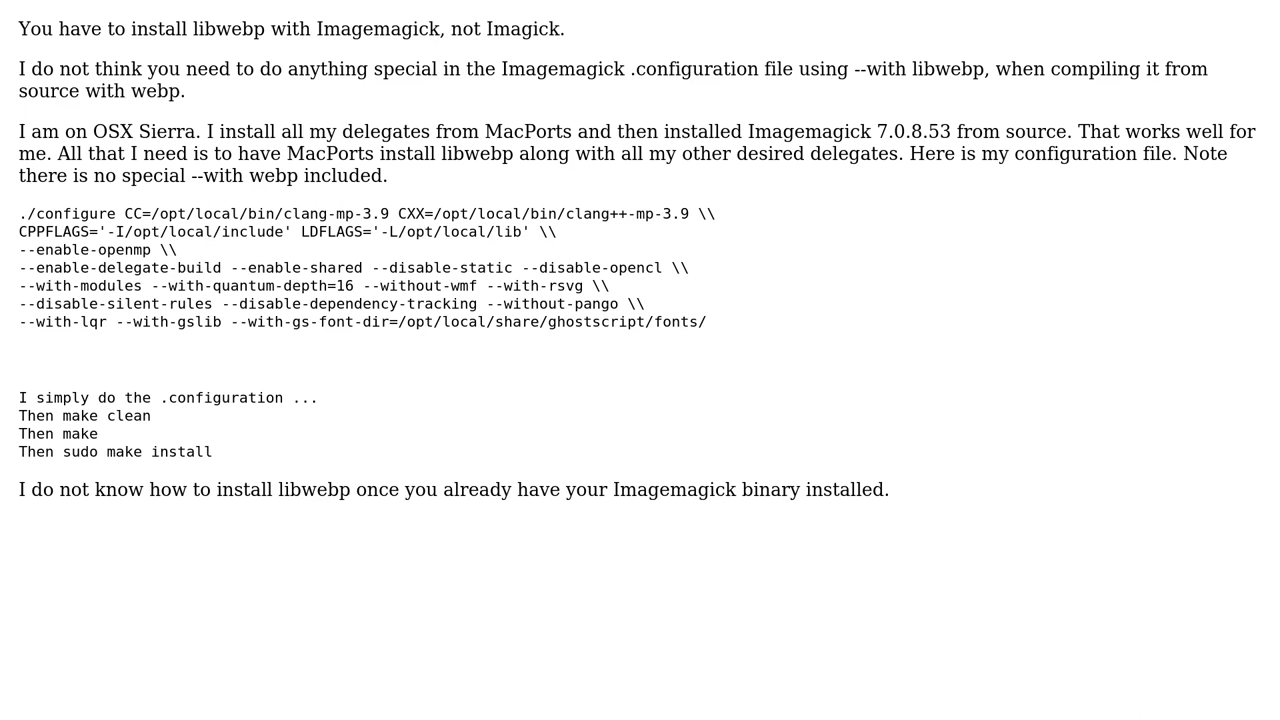 You have to install libwebp with Imagemagick, not Imagick.
I do not think you need to do anything special in the Imagemagick .configuration file using --with libwebp, when compiling it from
source with webp.
I am on OSX Sierra. I install all my delegates from MacPorts and then installed Imagemagick 7.0.8.53 from source. That works well for
me. All that I need is to have MacPorts install libwebp along with all my other desired delegates. Here is my configuration file. Note
there is no special --with webp included.
./configure CC=/opt/local/bin/clang-mp-3.9 CXX=/opt/local/bin/clang++-mp-3.9 \\
CPPFLAGS='-I/opt/local/include' LDFLAGS='-L/opt/local/lib' \\
--enable-openmp \\
--enable-delegate-build --enable-shared --disable-static --disable-opencl \\
--with-modules --with-quantum-depth=16 --without-wmf --with-rsvg \\
--disable-silent-rules --disable-dependency-tracking --without-pango \\
--with-lqr --with-gslib --with-gs-font-dir=/opt/local/share/ghostscript/fonts/
I simply do the .configuration ...
Then make clean
Then make
Then sudo make install
I do not know how to install libwebp once you already have your Imagemagick binary installed.